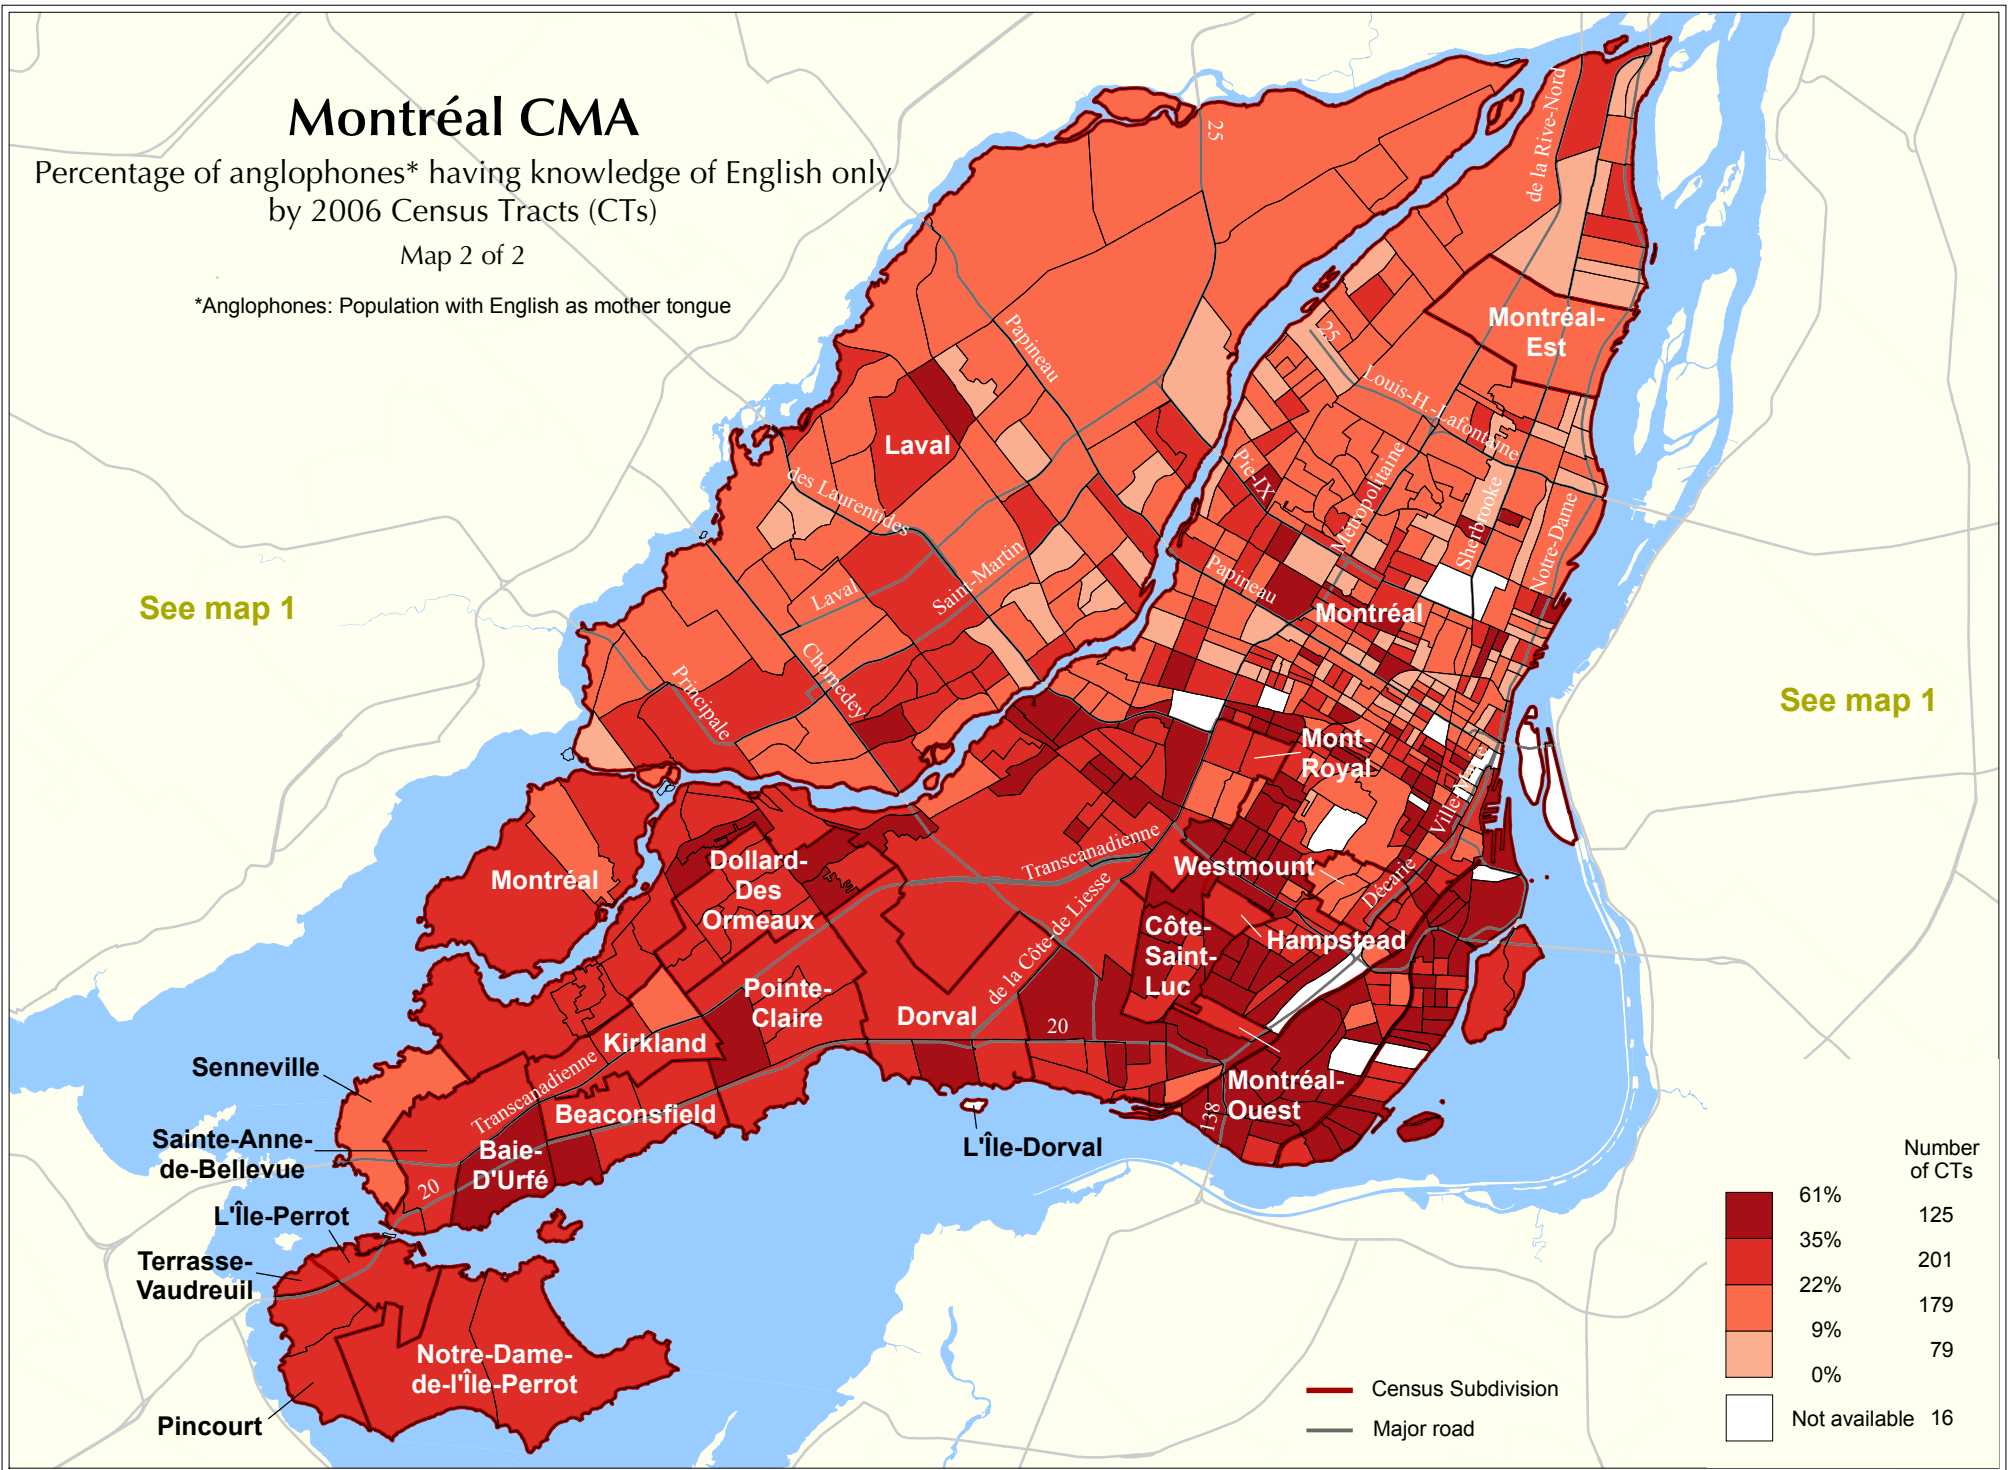 Montréal CMA
Percentage of anglophones* having knowledge of English only
by 2006 Census Tracts (CTs)
Map 2 of 2
*Anglophones: Population with English as mother tongue
25
de la Rive-Nord
Montréal-
Est
25
Papineau
Louis-H.-Lafontaine
Laval
des Laurentides
Pie-IX
Métropolitaine
Sherbrooke
Notre-Dame
Saint-Martin
Laval
Papineau
Montréal
See map 1
See map 1
Chomedey
Principale
Mont-
Royal
Ville-Marie
Transcanadienne
Westmount
Décarie
Dollard-
Des
Ormeaux
Montréal
de la Côte-de Liesse
Côte-
Saint-
Luc
Hampstead
Pointe-
Claire
Dorval
20
Kirkland
Senneville
Transcanadienne
Beaconsfield
Montréal-
Ouest
138
L'Île-Dorval
Sainte-Anne-
de-Bellevue
Baie-
D'Urfé
20
L'Île-Perrot
Terrasse-
Vaudreuil
Notre-Dame-
de-l'Île-Perrot
Pincourt
Number
of CTs
61%
125
35%
201
22%
179
9%
79
0%
Not available 16
Census Subdivision
Major road